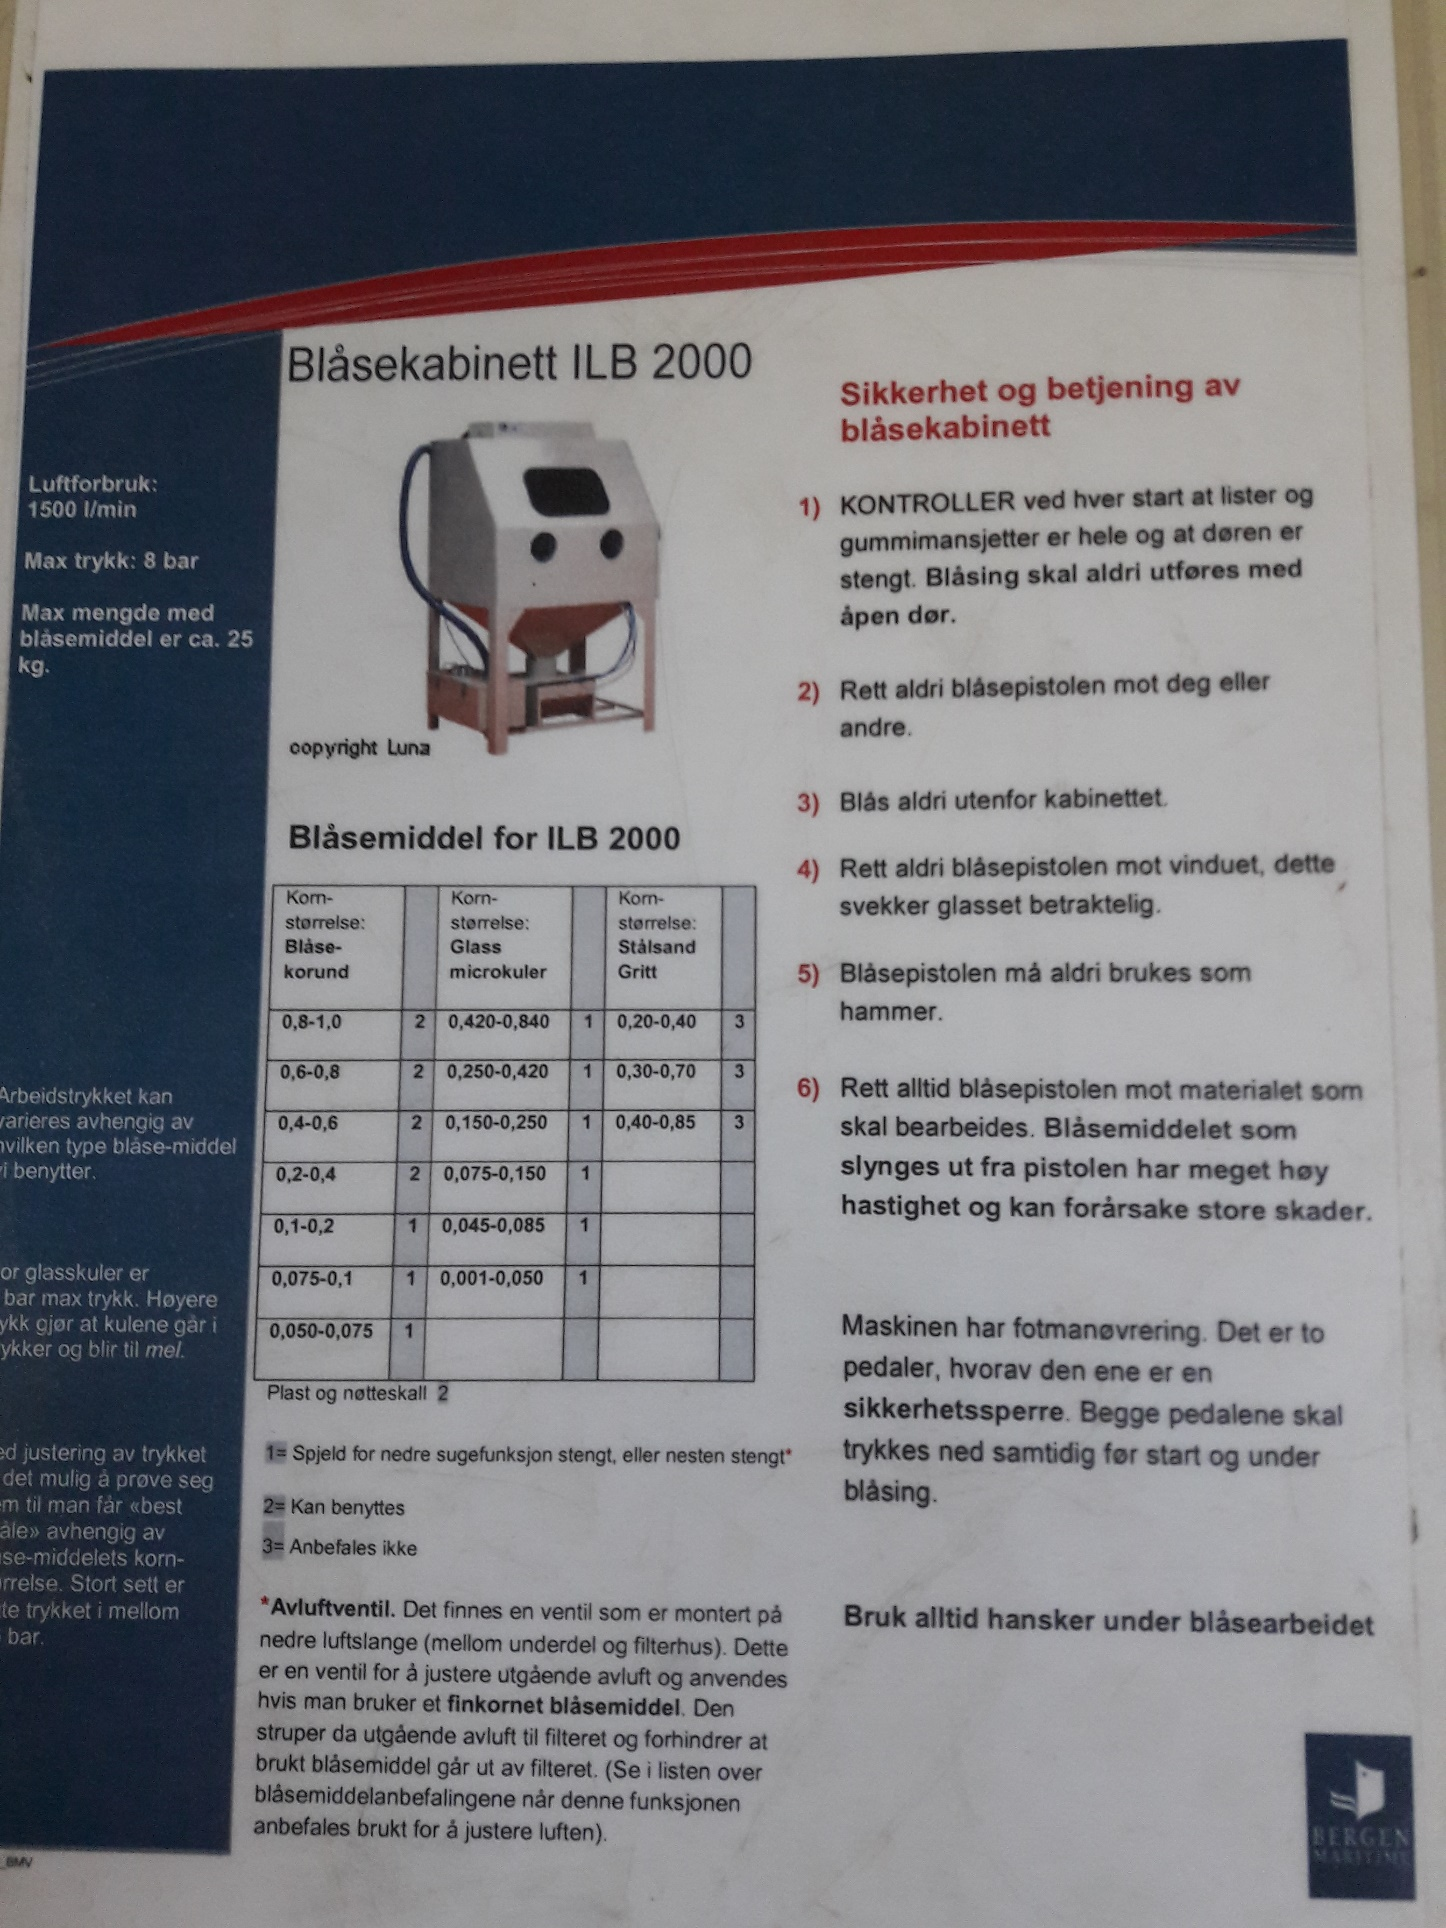 Blåsekabinett ILB 2000
Luftforbruk:
1500 l/min
Max trykk: 8 bar
Max mengde med
blåsemiddel er ca. 25
kg.
Arbeidstrykket kan
varieres avhengig av
hvilken type blåse-middel
vi benytter.
or glasskuler er
bar max trykk. Høyere
ykk gjør at kulene går i
ykker og blir til mel.
ed justering av trykket
det mulig å prøve seg
em til man får «best
åle» avhengig av
se-middelets korn-
rrelse. Stort sett er
te trykket i mellom
bar.
_BMV
copyright Luna
Blåsemiddel for ILB 2000
Korn- Korn- Korn-
størrelse: størrelse: størrelse:
Blåse- Glass Stålsand
korund microkuler Gritt
0,8-1,0 2 0,420-0,840 1 0,20-0,40 3
0,6-0,8 2 0,250-0,420 1 0,30-0,70 3
0,4-0,6 2 0,150-0,250 1 0,40-0,85 3
0,2-0,4 2 0,075-0,150 1
0,1-0,2 1 0,045-0,085 1
0,075-0,1 1 0,001-0,050 1
0,050-0,075 1
Plast og nøtteskall 2
1= Spjeld for nedre sugefunksjon stengt, eller nesten stengt*
2= Kan benyttes
3= Anbefales ikke
*Avluftventil. Det finnes en ventil som er montert på
nedre luftslange (mellom underdel og filterhus). Dette
er en ventil for å justere utgående avluft og anvendes
hvis man bruker et finkornet blåsemiddel. Den
struper da utgående avluft til filteret og forhindrer at
brukt blåsemiddel går ut av filteret. (Se i listen over
blåsemiddelanbefalingene når denne funksjonen
anbefales brukt for å justere luften).
Sikkerhet og betjening av
blåsekabinett
1) KONTROLLER ved hver start at lister og
gummimansjetter er hele og at døren er
stengt. Blåsing skal aldri utføres med
åpen dør.
2) Rett aldri blåsepistolen mot deg eller
andre.
3) Blås aldri utenfor kabinettet.
4) Rett aldri blåsepistolen mot vinduet, dette
svekker glasset betraktelig.
5) Blåsepistolen må aldri brukes som
hammer.
6) Rett alltid blåsepistolen mot materialet som
skal bearbeides. Blåsemiddelet som
slynges ut fra pistolen har meget høy
hastighet og kan forårsake store skader.
Maskinen har fotmanøvrering. Det er to
pedaler, hvorav den ene er en
sikkerhetssperre. Begge pedalene skal
trykkes ned samtidig før start og under
blåsing.
Bruk alltid hansker under blåsearbeidet
BERGEN
MARITIME